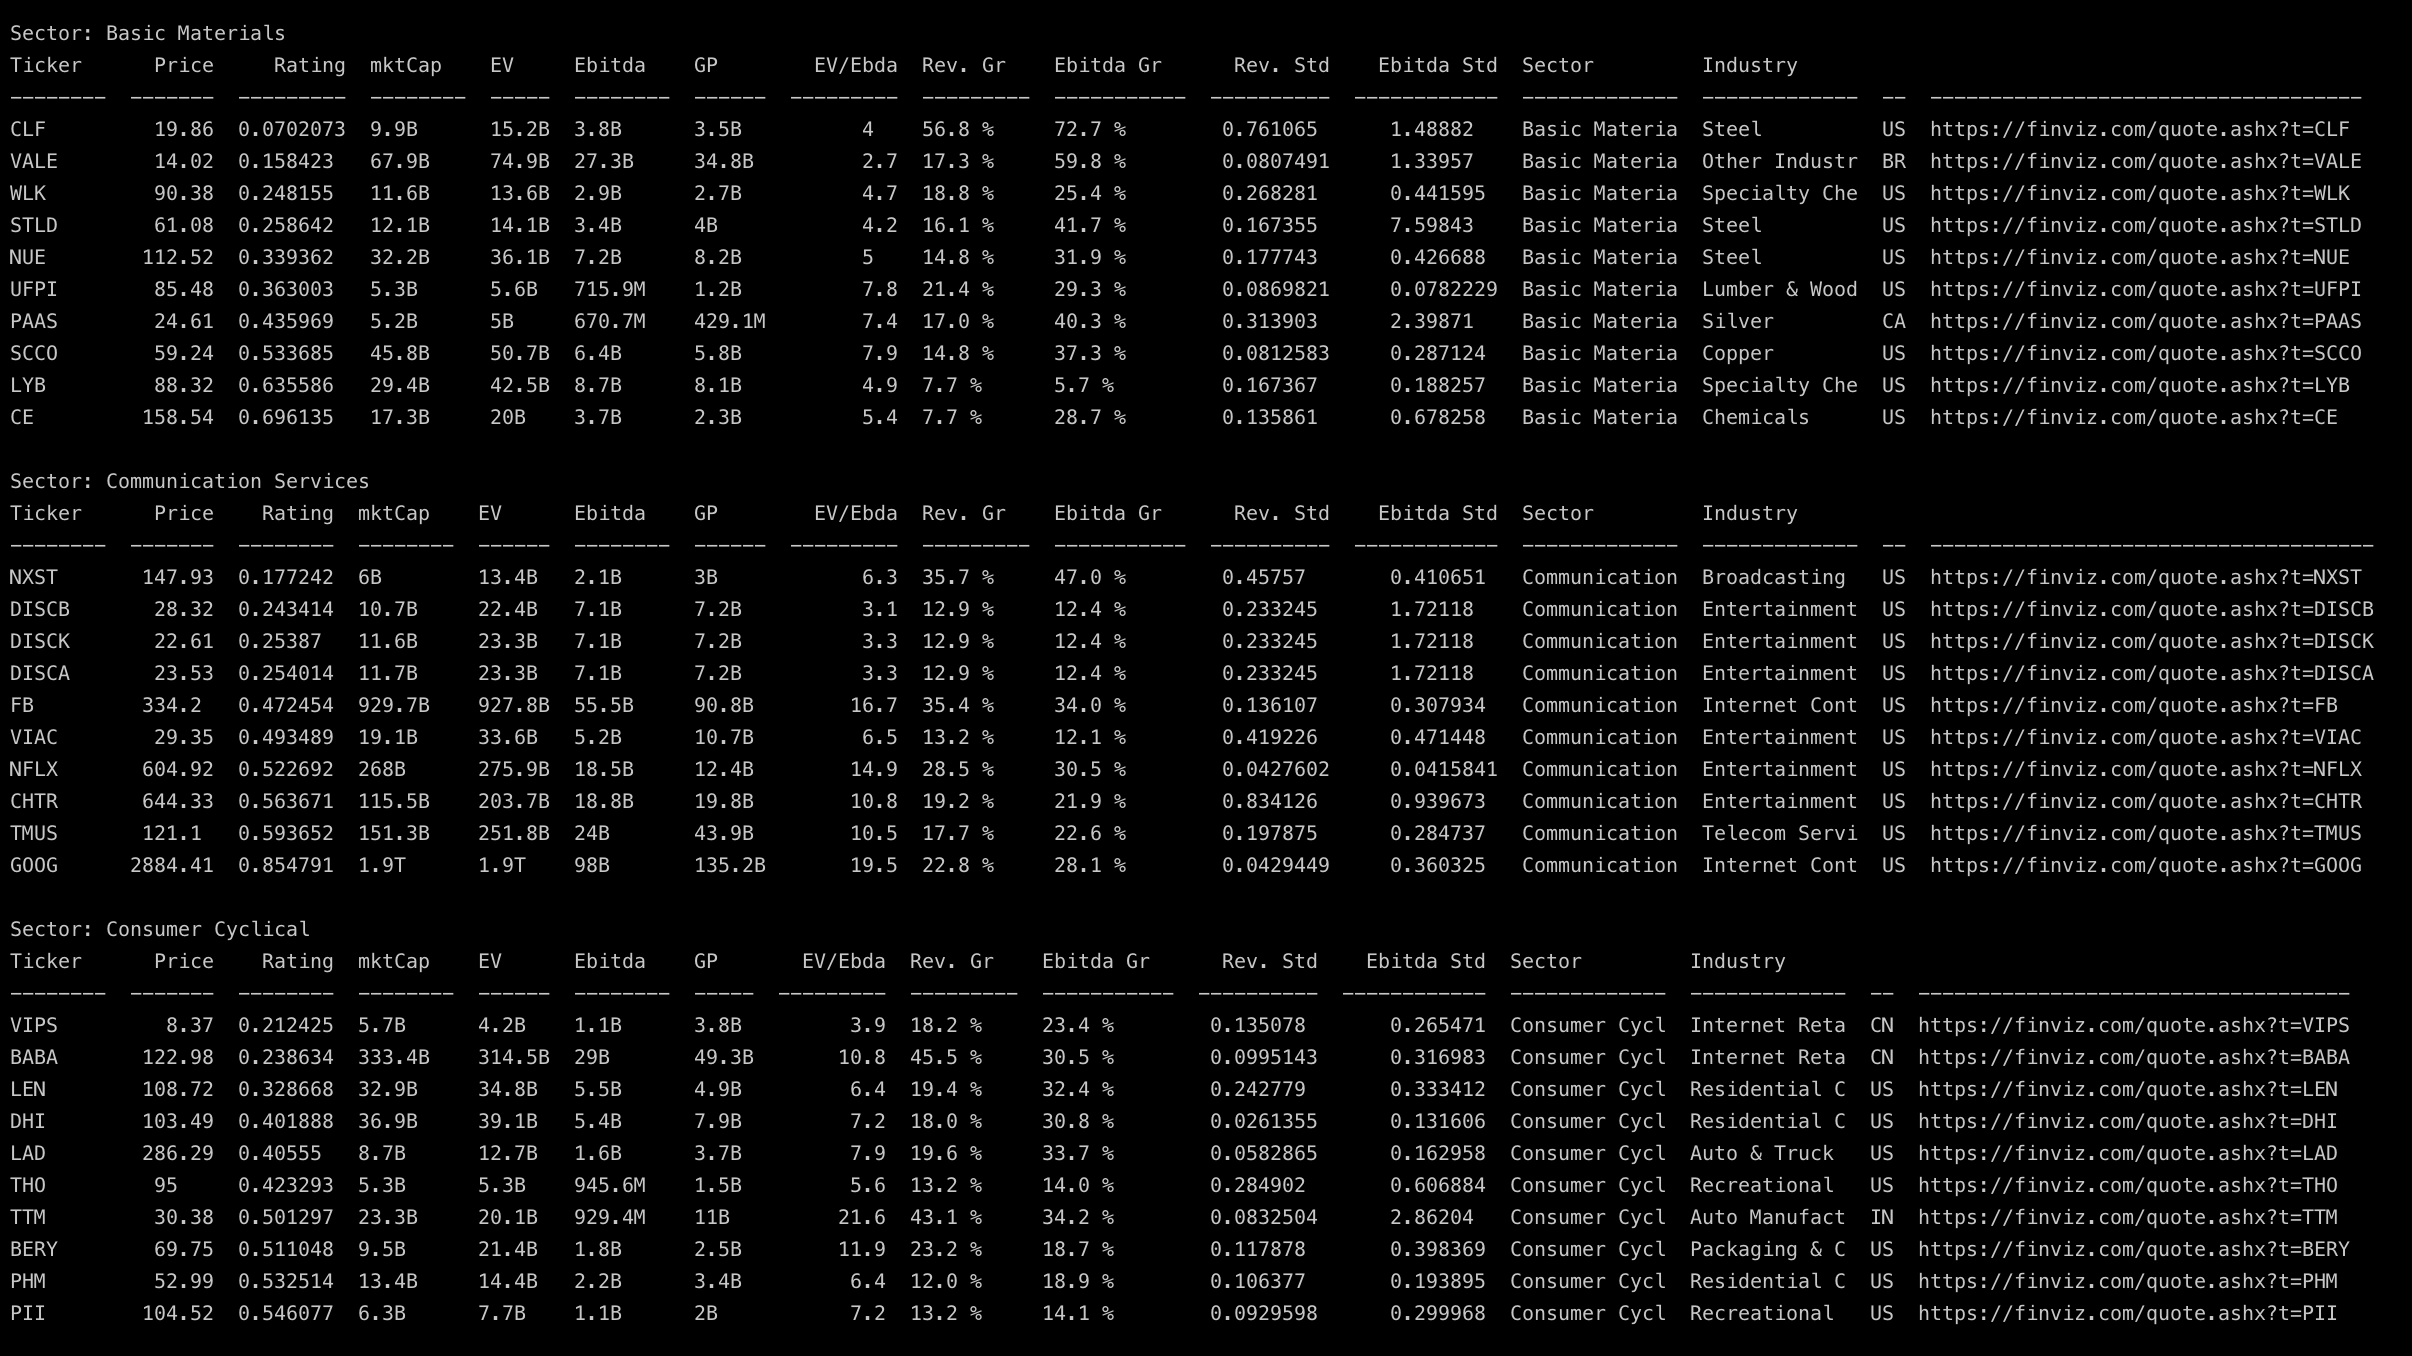 Sector: Basic Materials
Ticker Price Rating mktCap EV Ebitda GP EV/Ebda Rev. Gr Ebitda Gr Rev. Std Ebitda Std Sector Industry
-------- ------- --------- -------- ----- -------- ------ --------- --------- ----------- ---------- ------------ ------------- ------------- -- ------------------------------------
CLF 19.86 0.0702073 9.9B 15.2B 3.8B 3.5B 4 56.8 % 72.7 % 0.761065 1.48882 Basic Materia Steel US https://finviz.com/quote.ashx?t=CLF
VALE 14.02 0.158423 67.9B 74.9B 27.3B 34.8B 2.7 17.3 % 59.8 % 0.0807491 1.33957 Basic Materia Other Industr BR https://finviz.com/quote.ashx?t=VALE
WLK 90.38 0.248155 11.6B 13.6B 2.9B 2.7B 4.7 18.8 % 25.4 % 0.268281 0.441595 Basic Materia Specialty Che US https://finviz.com/quote.ashx?t=WLK
STLD 61.08 0.258642 12.1B 14.1B 3.4B 4B 4.2 16.1 % 41.7 % 0.167355 7.59843 Basic Materia Steel US https://finviz.com/quote.ashx?t=STLD
NUE 112.52 0.339362 32.2B 36.1B 7.2B 8.2B 5 14.8 % 31.9 % 0.177743 0.426688 Basic Materia Steel US https://finviz.com/quote.ashx?t=NUE
UFPI 85.48 0.363003 5.3B 5.6B 715.9M 1.2B 7.8 21.4 % 29.3 % 0.0869821 0.0782229 Basic Materia Lumber & Wood US https://finviz.com/quote.ashx?t=UFPI
PAAS 24.61 0.435969 5.2B 5B 670.7M 429.1M 7.4 17.0 % 40.3 % 0.313903 2.39871 Basic Materia Silver CA https://finviz.com/quote.ashx?t=PAAS
SCCO 59.24 0.533685 45.8B 50.7B 6.4B 5.8B 7.9 14.8 % 37.3 % 0.0812583 0.287124 Basic Materia Copper US https://finviz.com/quote.ashx?t=SCCO
LYB 88.32 0.635586 29.4B 42.5B 8.7B 8.1B 4.9 7.7 % 5.7 % 0.167367 0.188257 Basic Materia Specialty Che US https://finviz.com/quote.ashx?t=LYB
CE 158.54 0.696135 17.3B 20B 3.7B 2.3B 5.4 7.7 % 28.7 % 0.135861 0.678258 Basic Materia Chemicals US https://finviz.com/quote.ashx?t=CE
Sector: Communication Services
Ticker Price Rating mktCap EV Ebitda GP EV/Ebda Rev. Gr Ebitda Gr Rev. Std Ebitda Std Sector Industry
-------- ------- -------- -------- ------ -------- ------ --------- --------- ----------- ---------- ------------ ------------- ------------- -- -------------------------------------
NXST 147.93 0.177242 6B 13.4B 2.1B 3B 6.3 35.7 % 47.0 % 0.45757 0.410651 Communication Broadcasting US https://finviz.com/quote.ashx?t=NXST
DISCB 28.32 0.243414 10.7B 22.4B 7.1B 7.2B 3.1 12.9 % 12.4 % 0.233245 1.72118 Communication Entertainment US https://finviz.com/quote.ashx?t=DISCB
DISCK 22.61 0.25387 11.6B 23.3B 7.1B 7.2B 3.3 12.9 % 12.4 % 0.233245 1.72118 Communication Entertainment US https://finviz.com/quote.ashx?t=DISCK
DISCA 23.53 0.254014 11.7B 23.3B 7.1B 7.2B 3.3 12.9 % 12.4 % 0.233245 1.72118 Communication Entertainment US https://finviz.com/quote.ashx?t=DISCA
FB 334.2 0.472454 929.7B 927.8B 55.5B 90.8B 16.7 35.4 % 34.0 % 0.136107 0.307934 Communication Internet Cont US https://finviz.com/quote.ashx?t=FB
VIAC 29.35 0.493489 19.1B 33.6B 5.2B 10.7B 6.5 13.2 % 12.1 % 0.419226 0.471448 Communication Entertainment US https://finviz.com/quote.ashx?t=VIAC
NFLX 604.92 0.522692 268B 275.9B 18.5B 12.4B 14.9 28.5 % 30.5 % 0.0427602 0.0415841 Communication Entertainment US https://finviz.com/quote.ashx?t=NFLX
CHTR 644.33 0.563671 115.5B 203.7B 18.8B 19.8B 10.8 19.2 % 21.9 % 0.834126 0.939673 Communication Entertainment US https://finviz.com/quote.ashx?t=CHTR
TMUS 121.1 0.593652 151.3B 251.8B 24B 43.9B 10.5 17.7 % 22.6 % 0.197875 0.284737 Communication Telecom Servi US https://finviz.com/quote.ashx?t=TMUS
GOOG 2884.41 0.854791 1.9T 1.9T 98B 135.2B 19.5 22.8 % 28.1 % 0.0429449 0.360325 Communication Internet Cont US https://finviz.com/quote.ashx?t=GOOG
Sector: Consumer Cyclical
Ticker Price Rating mktCap EV Ebitda GP EV/Ebda Rev. Gr Ebitda Gr Rev. Std Ebitda Std Sector Industry
-------- ------- -------- -------- ------ -------- ----- --------- --------- ----------- ---------- ------------ ------------- ------------- -- ------------------------------------
VIPS 8.37 0.212425 5.7B 4.2B 1.1B 3.8B 3.9 18.2 % 23.4 % 0.135078 0.265471 Consumer Cycl Internet Reta CN https://finviz.com/quote.ashx?t=VIPS
BABA 122.98 0.238634 333.4B 314.5B 29B 49.3B 10.8 45.5 % 30.5 % 0.0995143 0.316983 Consumer Cycl Internet Reta CN https://finviz.com/quote.ashx?t=BABA
LEN 108.72 0.328668 32.9B 34.8B 5.5B 4.9B 6.4 19.4 % 32.4 % 0.242779 0.333412 Consumer Cycl Residential C US https://finviz.com/quote.ashx?t=LEN
DHI 103.49 0.401888 36.9B 39.1B 5.4B 7.9B 7.2 18.0 % 30.8 % 0.0261355 0.131606 Consumer Cycl Residential C US https://finviz.com/quote.ashx?t=DHI
LAD 286.29 0.40555 8.7B 12.7B 1.6B 3.7B 7.9 19.6 % 33.7 % 0.0582865 0.162958 Consumer Cycl Auto & Truck US https://finviz.com/quote.ashx?t=LAD
THO 95 0.423293 5.3B 5.3B 945.6M 1.5B 5.6 13.2 % 14.0 % 0.284902 0.606884 Consumer Cycl Recreational US https://finviz.com/quote.ashx?t=THO
TTM 30.38 0.501297 23.3B 20.1B 929.4M 11B 21.6 43.1 % 34.2 % 0.0832504 2.86204 Consumer Cycl Auto Manufact IN https://finviz.com/quote.ashx?t=TTM
BERY 69.75 0.511048 9.5B 21.4B 1.8B 2.5B 11.9 23.2 % 18.7 % 0.117878 0.398369 Consumer Cycl Packaging & C US https://finviz.com/quote.ashx?t=BERY
PHM 52.99 0.532514 13.4B 14.4B 2.2B 3.4B 6.4 12.0 % 18.9 % 0.106377 0.193895 Consumer Cycl Residential C US https://finviz.com/quote.ashx?t=PHM
PII 104.52 0.546077 6.3B 7.7B 1.1B 2B 7.2 13.2 % 14.1 % 0.0929598 0.299968 Consumer Cycl Recreational US https://finviz.com/quote.ashx?t=PII